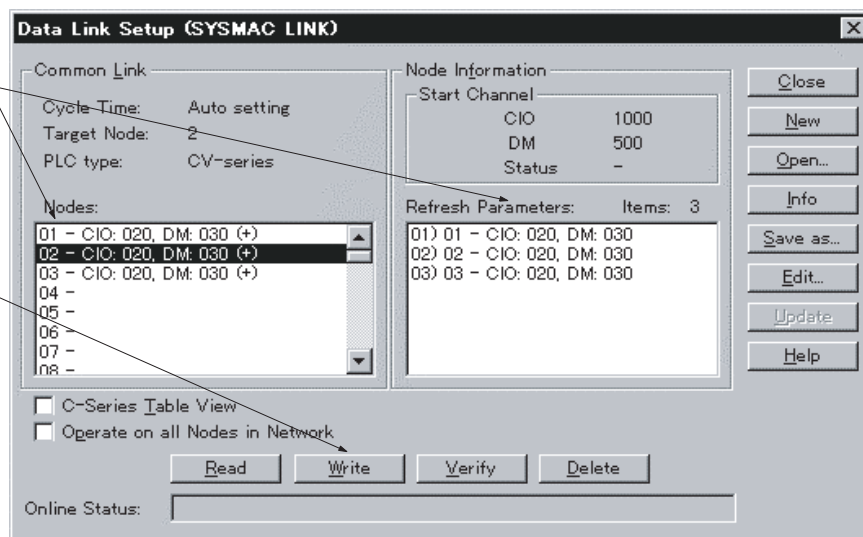 Data Link Setup (SYSMAC LINK)
Common Link
Cycle Time: Auto setting
Target Node: 2
PLC type: CV-series
Nodes:
01 - CIO: 020, DM: 030 (+)
02 - CIO: 020, DM: 030 (+)
03 - CIO: 020, DM: 030 (+)
04 -
05 -
06 -
07 -
08 -
Node Information
Start Channel
CIO 1000
DM 500
Status -
Refresh Parameters: Items: 3
01) 01 - CIO: 020, DM: 030
02) 02 - CIO: 020, DM: 030
03) 03 - CIO: 020, DM: 030
Close
New
Open...
Info
Save as...
Edit...
Update
Help
C-Series Table View
Operate on all Nodes in Network
Read Write Verify Delete
Online Status: